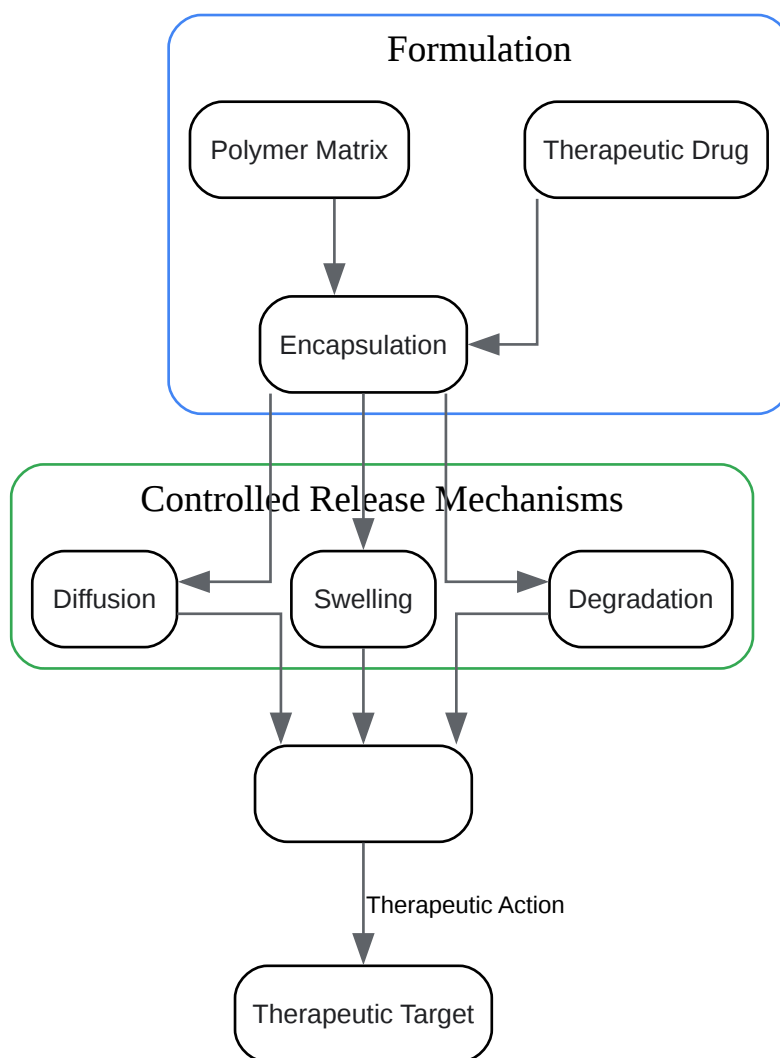 Formulation
Polymer Matrix
Therapeutic Drug
Encapsulation
Controlled Release Mechanisms
Diffusion
Swelling
Degradation
Therapeutic Action
Therapeutic Target